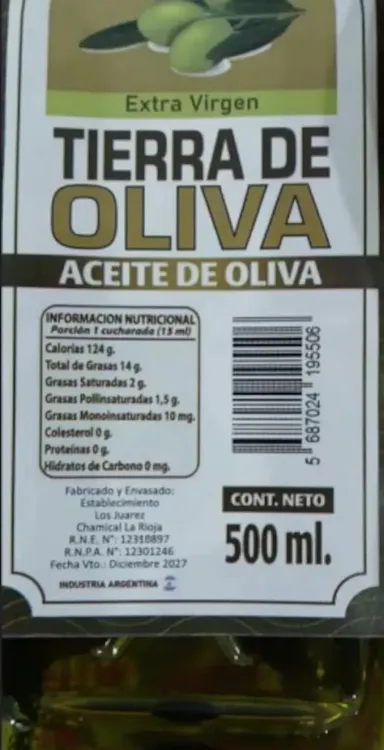 Extra Virgen
TIERRA DE
OLIVA
ACEITE DE OLIVA
INFORMACION NUTRICIONAL
Porción 1 cucharada (15 ml)
Calorías 124 g.
Total de Grasas 14 g.
Grasas Saturadas 2 g.
Grasas Pollinsaturadas 1,5 g.
Grasas Monoinsaturadas 10 mg.
Colesterol 0 g.
Proteínas 0 g.
Hidratos de Carbono 0 mg.
5 687024 195506
Fabricado y Envasado:
Establecimiento
Los Juarez
Chamical La Rioja
R.N.E. N°: 12310897
R.N.P.A. N°: 12301246
Fecha Vto.: Diciembre 2027
INDUSTRIA ARGENTINA
CONT. NETO
500 ml.